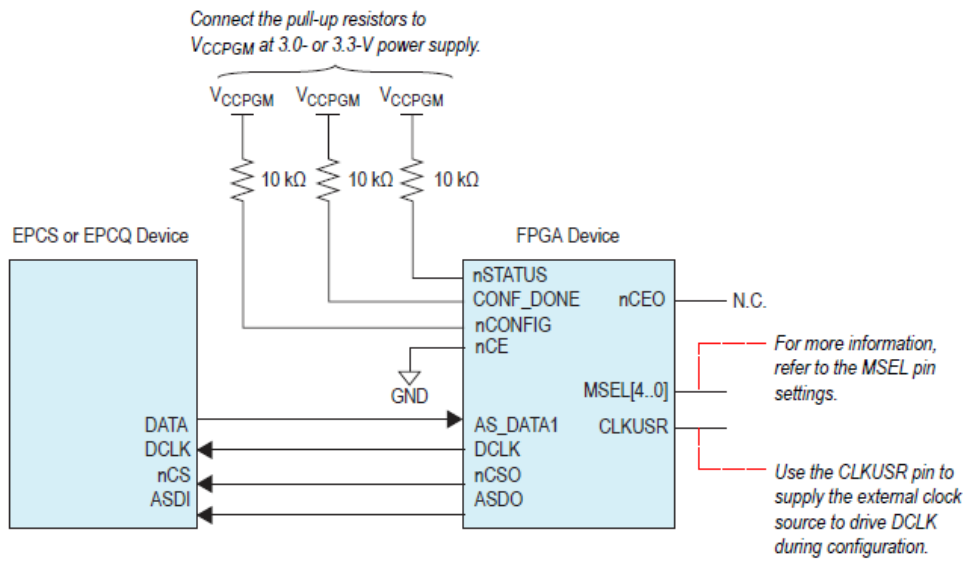 Connect the pull-up resistors to
VCCPGM at 3.0- or 3.3-V power supply.
VCCPGM VCCPGM VCCPGM
10 kΩ 10 kΩ 10 kΩ
EPCS or EPCQ Device
FPGA Device
nSTATUS
CONF_DONE
nCEO
N.C.
nCONFIG
nCE
GND
For more information,
refer to the MSEL pin
settings.
MSEL[4..0]
DATA
DCLK
nCS
ASDI
AS_DATA1
CLKUSR
DCLK
nCSO
ASDO
Use the CLKUSR pin to
supply the external clock
source to drive DCLK
during configuration.